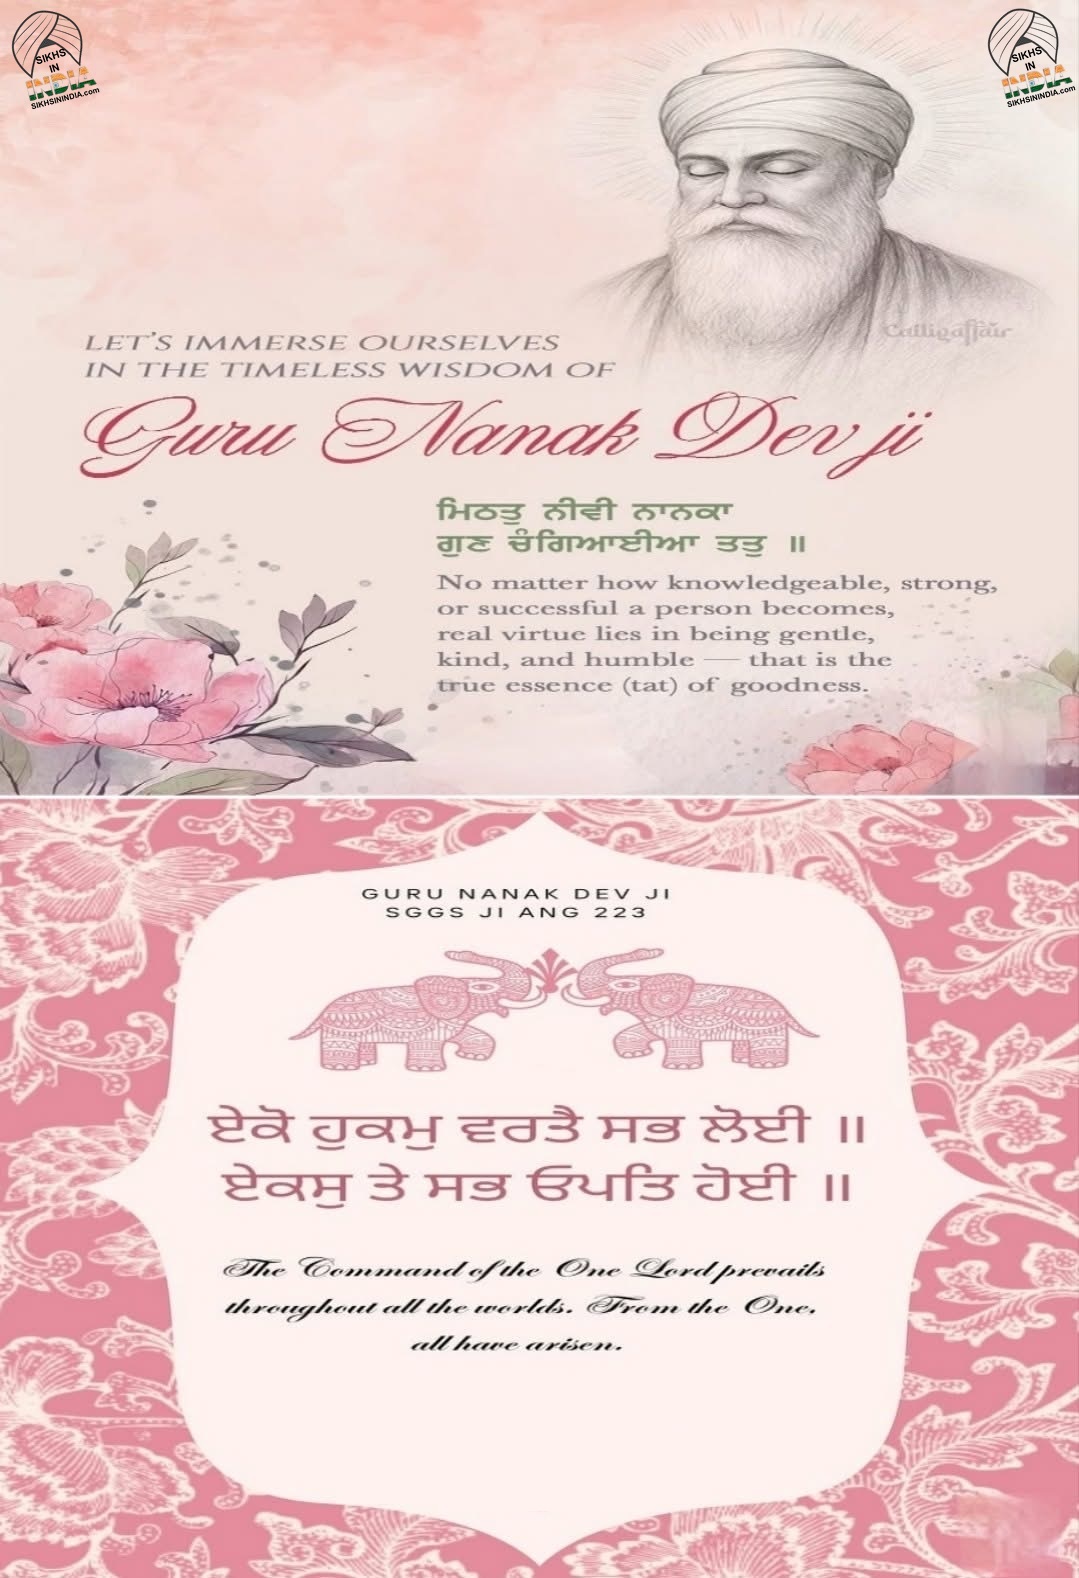 SIKHS
IN
INDIA
SIKHSININDIA.com
SIKHS
IN
INDIA
SIKHSININDIA.com
Calligaffair
LET'S IMMERSE OURSELVES
IN THE TIMELESS WISDOM OF
Guru Nanak Dev ji
ਮਿਠਤੁ ਨੀਵੀ ਨਾਨਕਾ
ਗੁਣ ਚੰਗਿਆਈਆ ਤਤੁ ॥
No matter how knowledgeable, strong,
or successful a person becomes,
real virtue lies in being gentle,
kind, and humble — that is the
true essence (tat) of goodness.
GURU NANAK DEV JI
SGGS JI ANG 223
ਏਕੋ ਹੁਕਮੁ ਵਰਤੈ ਸਭ ਲੋਈ ॥
ਏਕਸੁ ਤੇ ਸਭ ਓਪਤਿ ਹੋਈ ॥
The Command of the One Lord prevails
throughout all the worlds. From the One,
all have arisen.